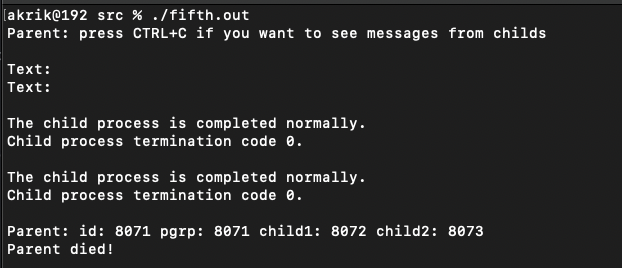 [akrik@192 src % ./fifth.out
Parent: press CTRL+C if you want to see messages from childs
Text:
Text:
The child process is completed normally.
Child process termination code 0.
The child process is completed normally.
Child process termination code 0.
Parent: id: 8071 pgrp: 8071 child1: 8072 child2: 8073
Parent died!